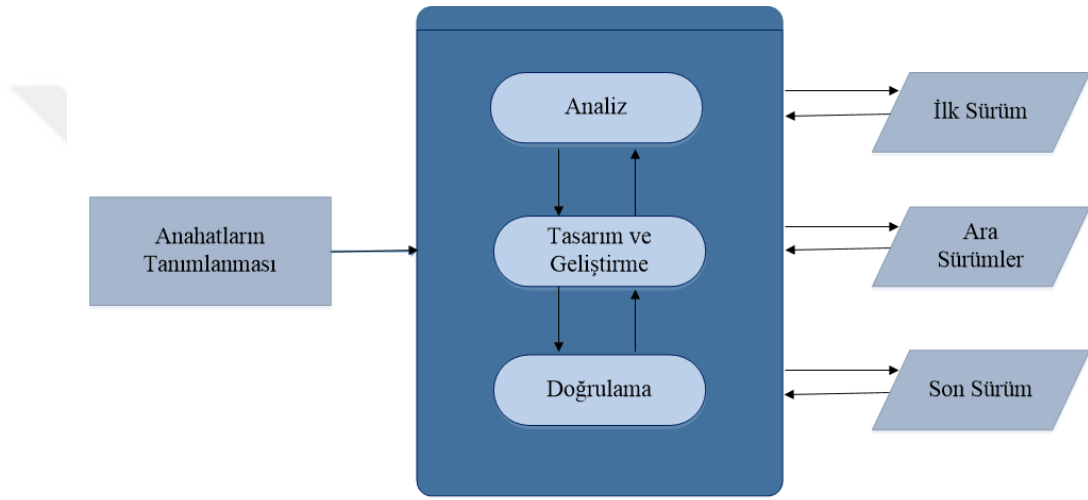 Anahatların
Tanımlanması
Analiz
Tasarım ve
Geliştirme
Doğrulama
İlk Sürüm
Ara
Sürümler
Son Sürüm